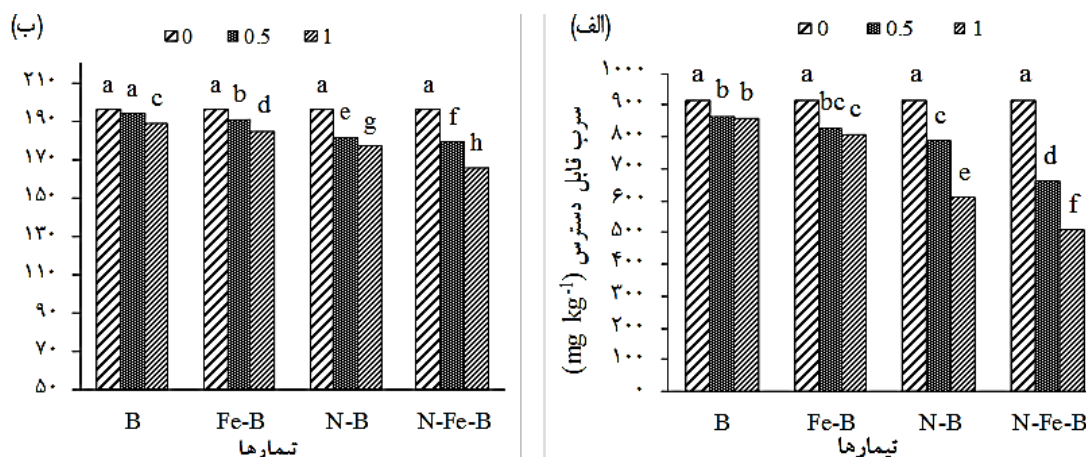 (الف)
0 0.5 1
سرب قابل دسترس (mg kg-1)
۱۰۰۰
۹۰۰
۸۰۰
۷۰۰
۶۰۰
۵۰۰
۴۰۰
۳۰۰
۲۰۰
۱۰۰
۰
a b b a bc c a c e a d f
B Fe-B N-B N-Fe-B
تیمارها
(ب)
0 0.5 1
۲۱۰
۱۹۰
۱۷۰
۱۵۰
۱۳۰
۱۱۰
۹۰
۷۰
۵۰
a a c a b d a e g a f h
B Fe-B N-B N-Fe-B
تیمارها